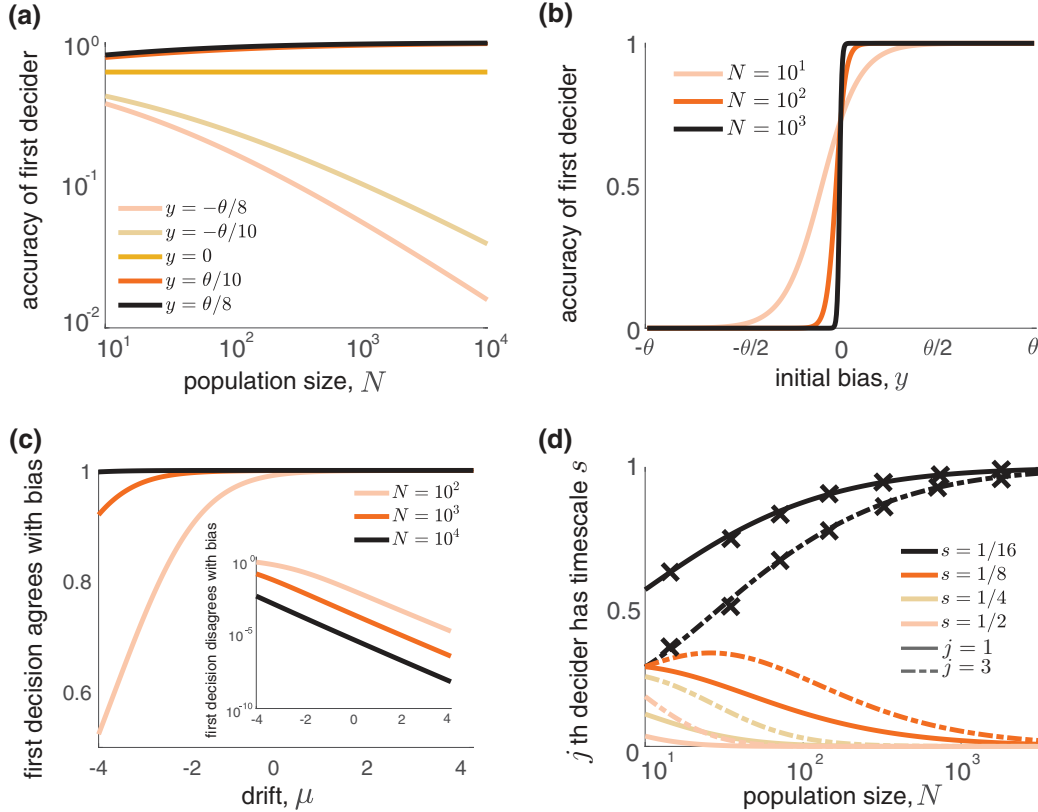 (a)
accuracy of first decider
10^0
10^-1
10^-2
y = −θ/8
y = −θ/10
y = 0
y = θ/10
y = θ/8
10^1 10^2 10^3 10^4
population size, N
(b)
accuracy of first decider
1
0.5
0
N = 10^1
N = 10^2
N = 10^3
-θ -θ/2 0 θ/2 θ
initial bias, y
(c)
first decision agrees with bias
1
0.8
0.6
N = 10^2
N = 10^3
N = 10^4
first decision disagrees with bias
10^0
10^-5
10^-10
-4 -2 0 2 4
-4 -2 0 2 4
drift, μ
(d)
j th decider has timescale s
1
0.5
0
s = 1/16
s = 1/8
s = 1/4
s = 1/2
j = 1
j = 3
10^1 10^2 10^3
population size, N